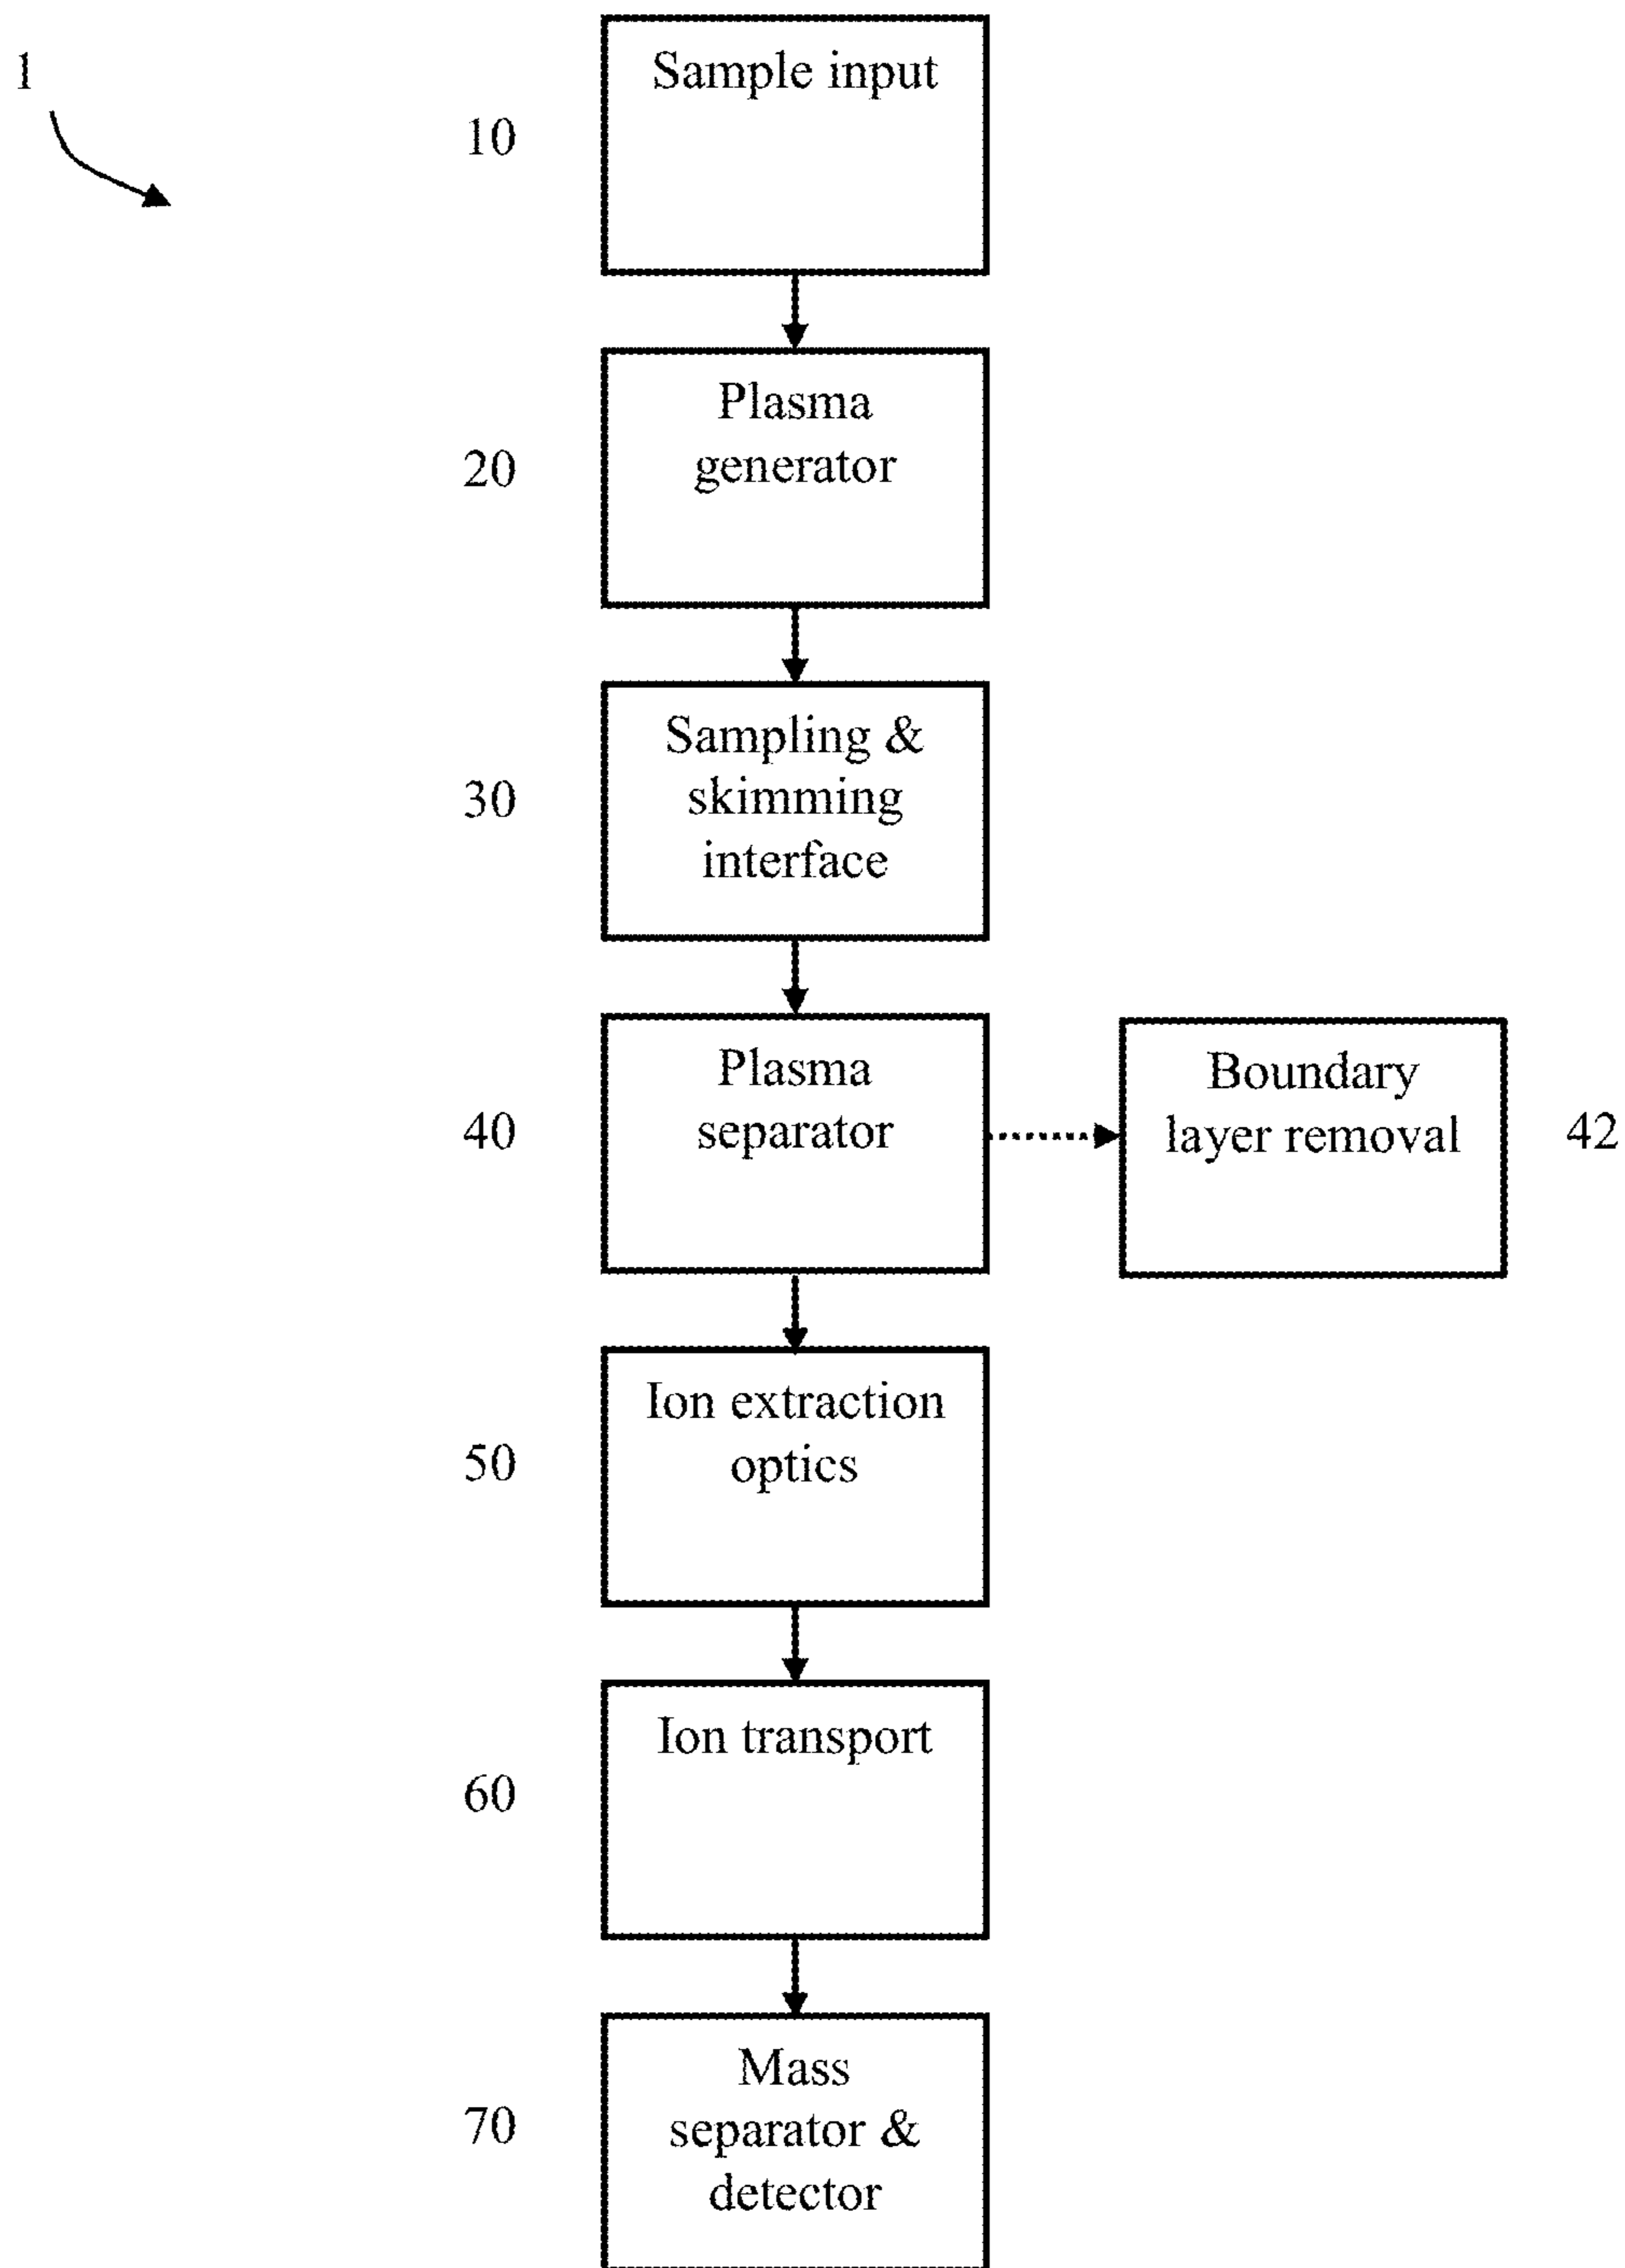 1
Sample input
10
Plasma
generator
20
Sampling &
skimming
interface
30
Plasma
separator
40
Boundary
layer removal
42
Ion extraction
optics
50
Ion transport
60
Mass
separator &
detector
70